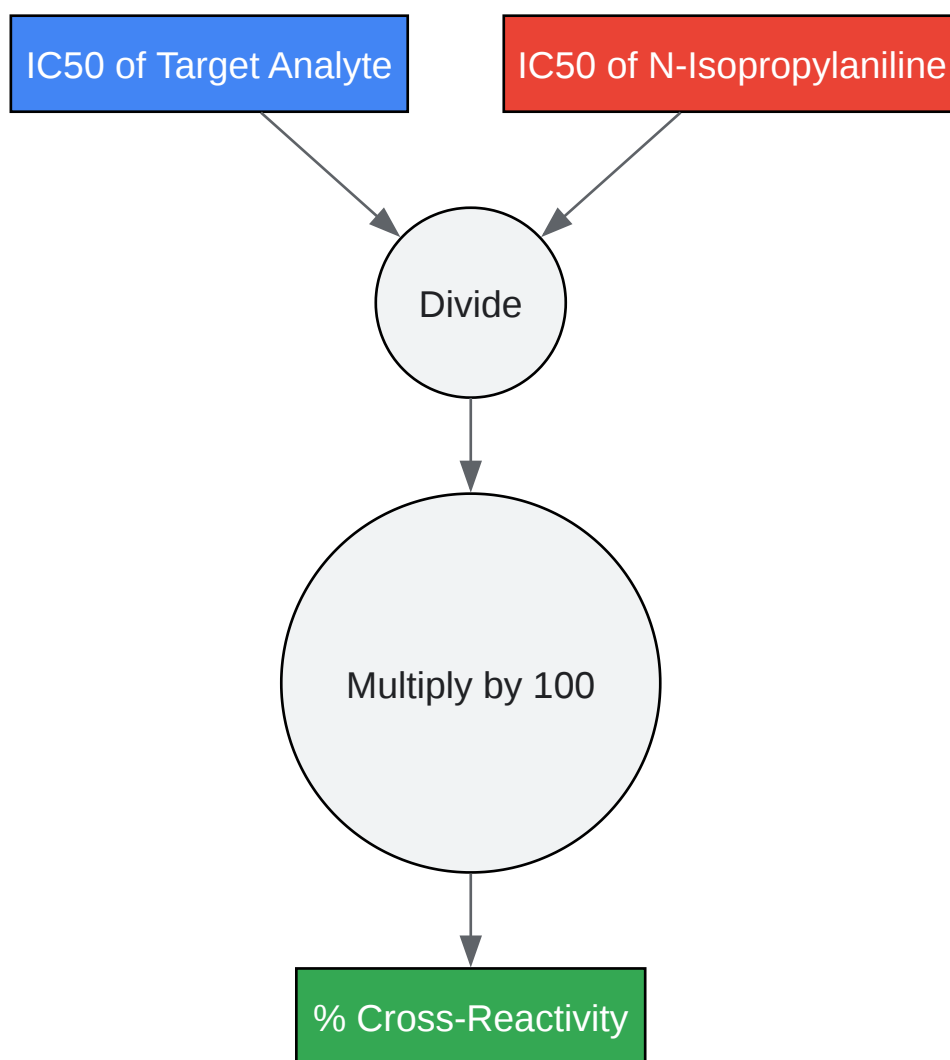 IC50 of Target Analyte
IC50 of N-Isopropylaniline
Divide
Multiply by 100
% Cross-Reactivity